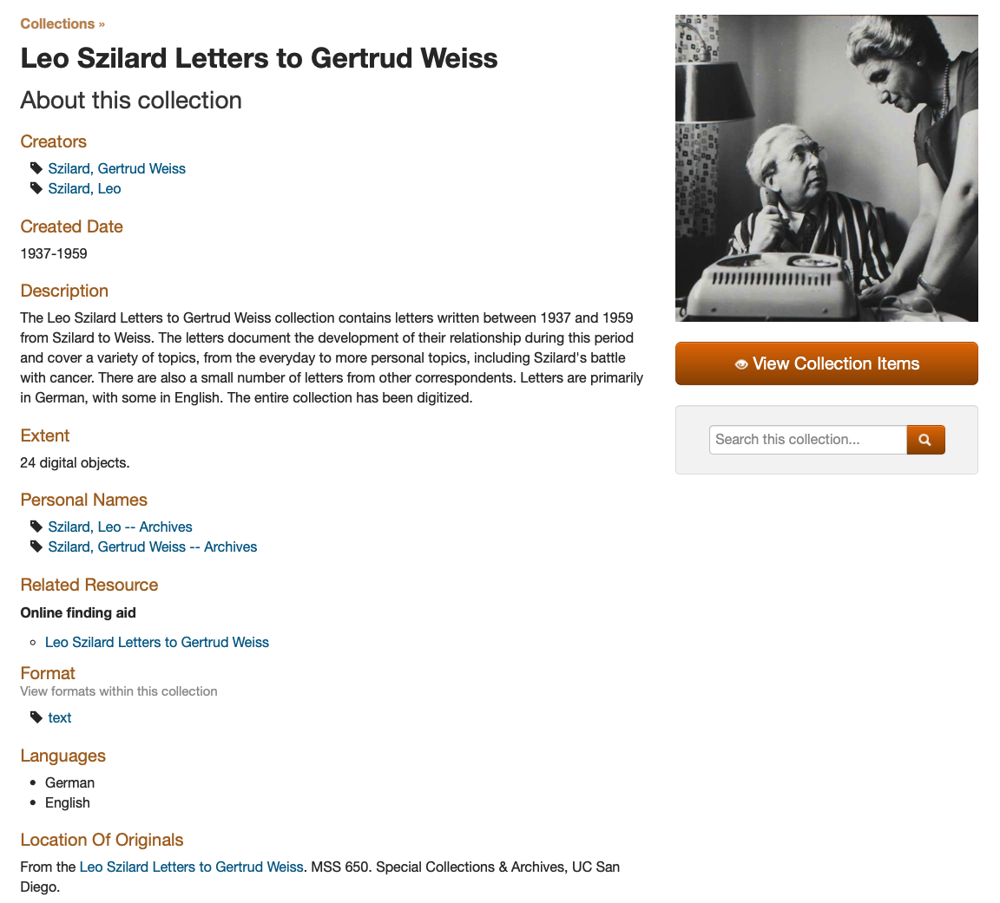 Collections »
Leo Szilard Letters to Gertrud Weiss
About this collection
Creators
Szilard, Gertrud Weiss
Szilard, Leo
Created Date
1937-1959
Description
The Leo Szilard Letters to Gertrud Weiss collection contains letters written between 1937 and 1959
from Szilard to Weiss. The letters document the development of their relationship during this period
and cover a variety of topics, from the everyday to more personal topics, including Szilard's battle
with cancer. There are also a small number of letters from other correspondents. Letters are primarily
in German, with some in English. The entire collection has been digitized.
Extent
24 digital objects.
Personal Names
Szilard, Leo -- Archives
Szilard, Gertrud Weiss -- Archives
Related Resource
Online finding aid
Leo Szilard Letters to Gertrud Weiss
Format
View formats within this collection
text
Languages
German
English
Location Of Originals
From the Leo Szilard Letters to Gertrud Weiss. MSS 650. Special Collections & Archives, UC San
Diego.
View Collection Items
Search this collection...